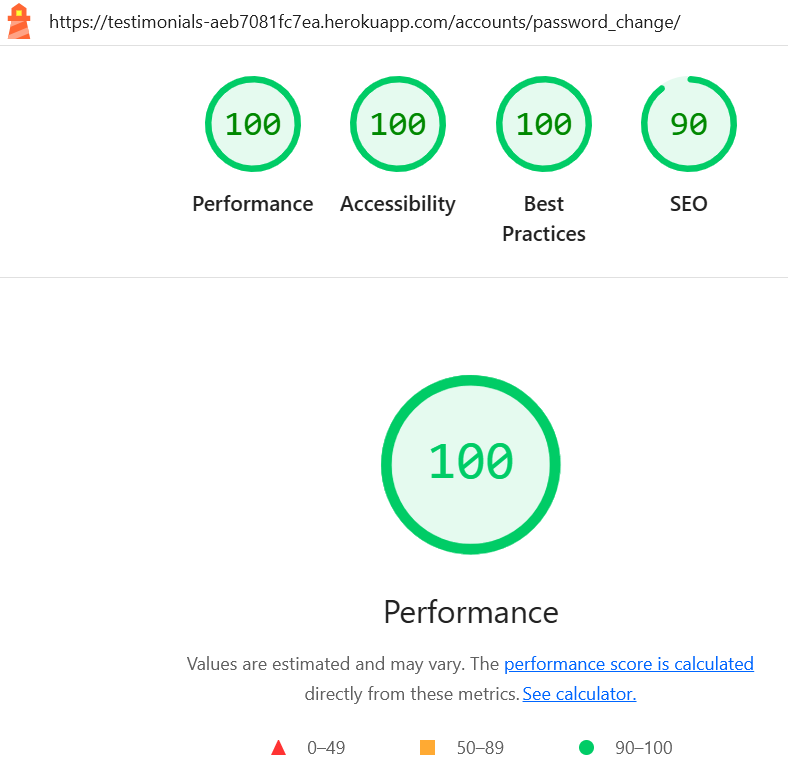 https://testimonials-aeb7081fc7ea.herokuapp.com/accounts/password_change/
100 100 100 90
Performance Accessibility Best Practices SEO
100
Performance
Values are estimated and may vary. The performance score is calculated
directly from these metrics. See calculator.
0–49 50–89 90–100